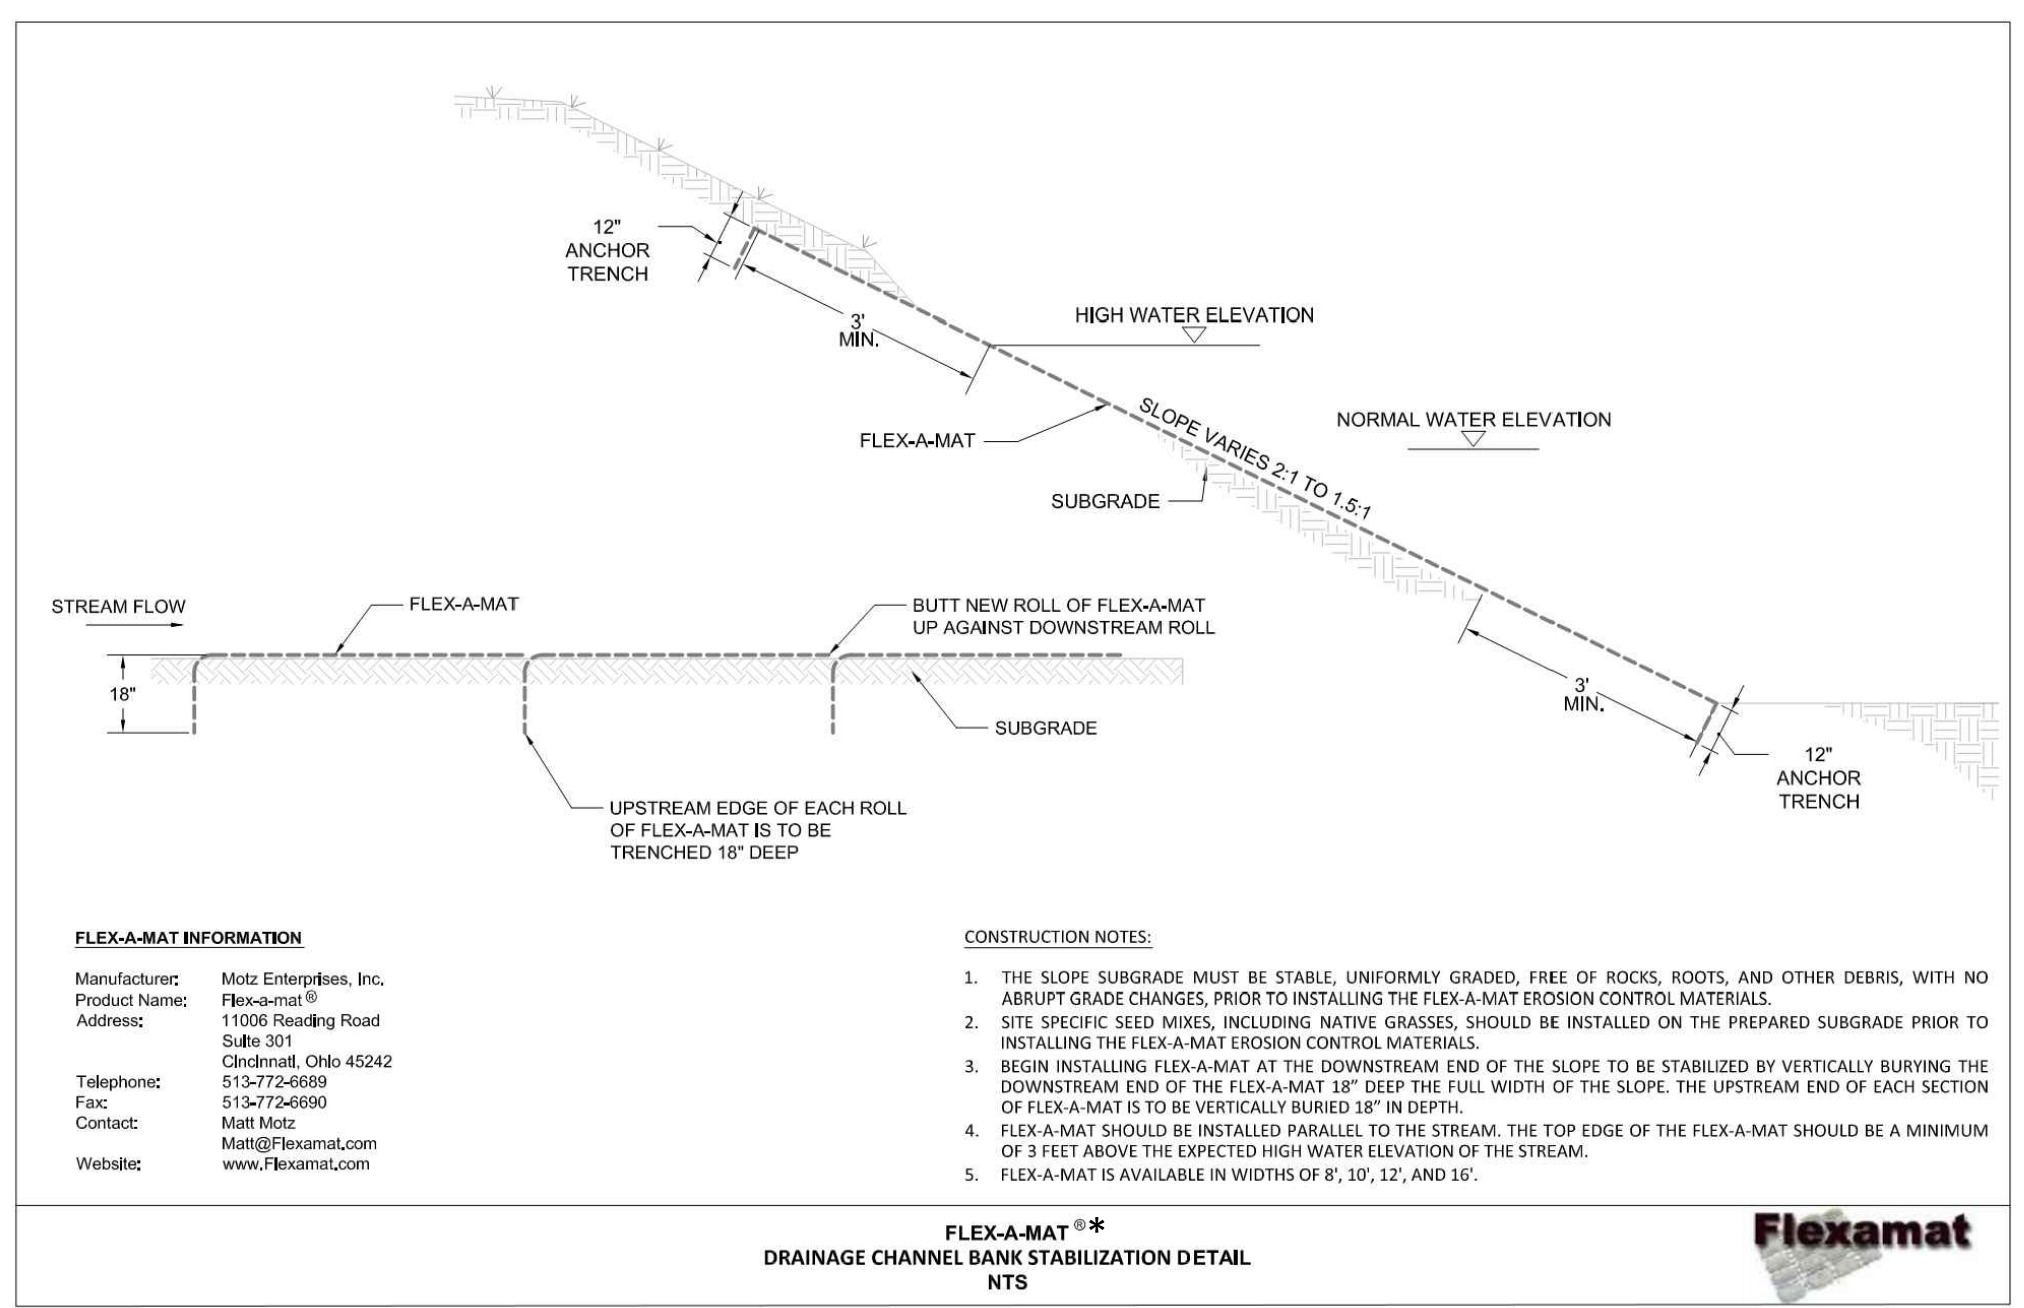 12"
ANCHOR
TRENCH
3'
MIN.
HIGH WATER ELEVATION
FLEX-A-MAT
SLOPE VARIES 2:1 TO 1.5:1
NORMAL WATER ELEVATION
SUBGRADE
3'
MIN.
12"
ANCHOR
TRENCH
STREAM FLOW
FLEX-A-MAT
BUTT NEW ROLL OF FLEX-A-MAT
UP AGAINST DOWNSTREAM ROLL
18"
SUBGRADE
UPSTREAM EDGE OF EACH ROLL
OF FLEX-A-MAT IS TO BE
TRENCHED 18" DEEP
FLEX-A-MAT INFORMATION
Manufacturer: Motz Enterprises, Inc.
Product Name: Flex-a-mat ®
Address: 11006 Reading Road
Suite 301
Cincinnati, Ohio 45242
Telephone: 513-772-6689
Fax: 513-772-6690
Contact: Matt Motz
Matt@Flexamat.com
Website: www.Flexamat.com
CONSTRUCTION NOTES:
1. THE SLOPE SUBGRADE MUST BE STABLE, UNIFORMLY GRADED, FREE OF ROCKS, ROOTS, AND OTHER DEBRIS, WITH NO
ABRUPT GRADE CHANGES, PRIOR TO INSTALLING THE FLEX-A-MAT EROSION CONTROL MATERIALS.
2. SITE SPECIFIC SEED MIXES, INCLUDING NATIVE GRASSES, SHOULD BE INSTALLED ON THE PREPARED SUBGRADE PRIOR TO
INSTALLING THE FLEX-A-MAT EROSION CONTROL MATERIALS.
3. BEGIN INSTALLING FLEX-A-MAT AT THE DOWNSTREAM END OF THE SLOPE TO BE STABILIZED BY VERTICALLY BURYING THE
DOWNSTREAM END OF THE FLEX-A-MAT 18" DEEP THE FULL WIDTH OF THE SLOPE. THE UPSTREAM END OF EACH SECTION
OF FLEX-A-MAT IS TO BE VERTICALLY BURIED 18" IN DEPTH.
4. FLEX-A-MAT SHOULD BE INSTALLED PARALLEL TO THE STREAM. THE TOP EDGE OF THE FLEX-A-MAT SHOULD BE A MINIMUM
OF 3 FEET ABOVE THE EXPECTED HIGH WATER ELEVATION OF THE STREAM.
5. FLEX-A-MAT IS AVAILABLE IN WIDTHS OF 8', 10', 12', AND 16'.
FLEX-A-MAT ®*
DRAINAGE CHANNEL BANK STABILIZATION DETAIL
NTS
Flexamat